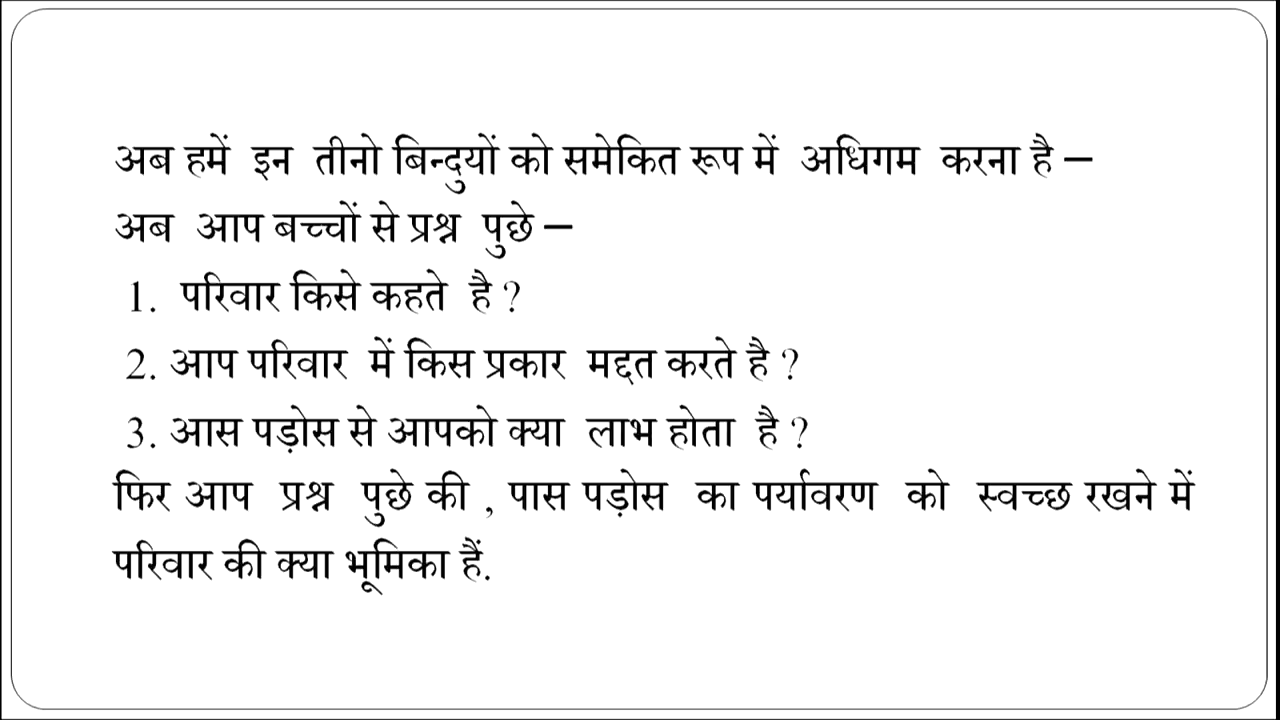 अब हमें इन तीनो बिन्दुयों को समेकित रूप में अधिगम करना है –
अब आप बच्चों से प्रश्न पुछे –
1. परिवार किसे कहते है ?
2. आप परिवार में किस प्रकार मद्दत करते है ?
3. आस पड़ोस से आपको क्या लाभ होता है ?
फिर आप प्रश्न पुछे की , पास पड़ोस का पर्यावरण को स्वच्छ रखने में
परिवार की क्या भूमिका हैं.